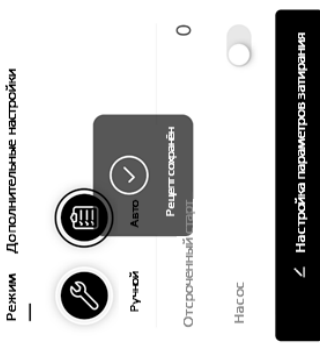 Режим Дополнительные настройки
Ручной Авто
Рецепт сохранён
Отсроченный старт 0
Насос
Настройка параметров затирания